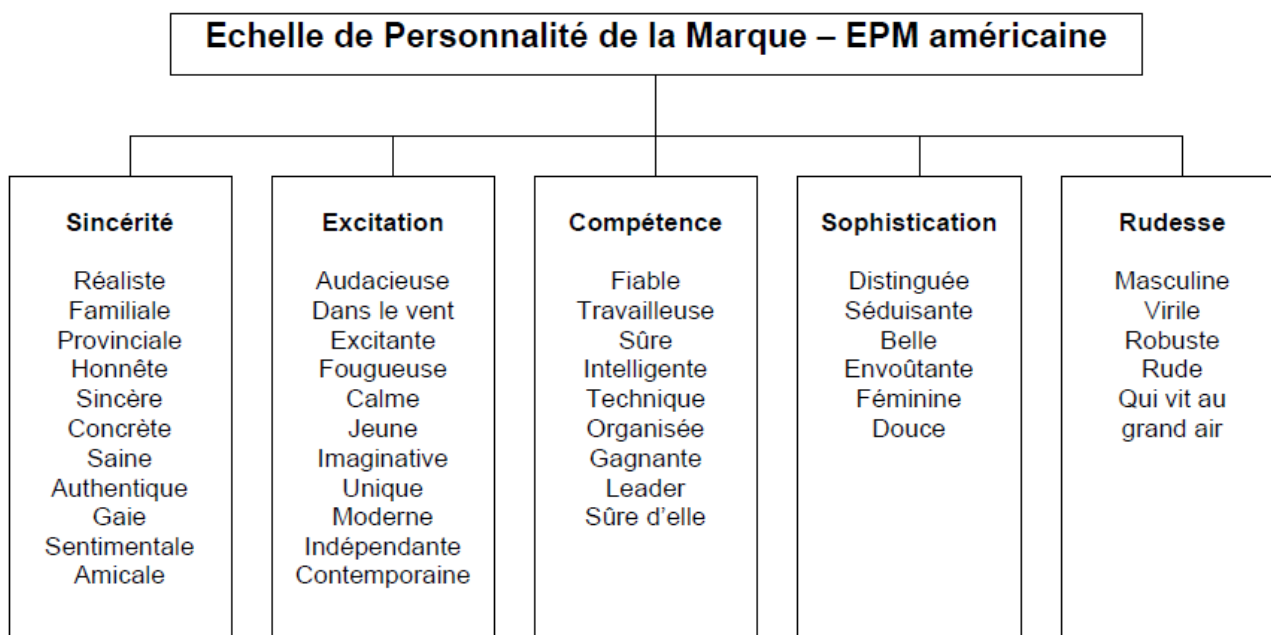 Echelle de Personnalité de la Marque – EPM américaine
Sincérité
Réaliste
Familiale
Provinciale
Honnête
Sincère
Concrète
Saine
Authentique
Gaie
Sentimentale
Amicale
Excitation
Audacieuse
Dans le vent
Excitante
Fougueuse
Calme
Jeune
Imaginative
Unique
Moderne
Indépendante
Contemporaine
Compétence
Fiable
Travailleuse
Sûre
Intelligente
Technique
Organisée
Gagnante
Leader
Sûre d'elle
Sophistication
Distinguée
Séduisante
Belle
Envoûtante
Féminine
Douce
Rudesse
Masculine
Virile
Robuste
Rude
Qui vit au
grand air